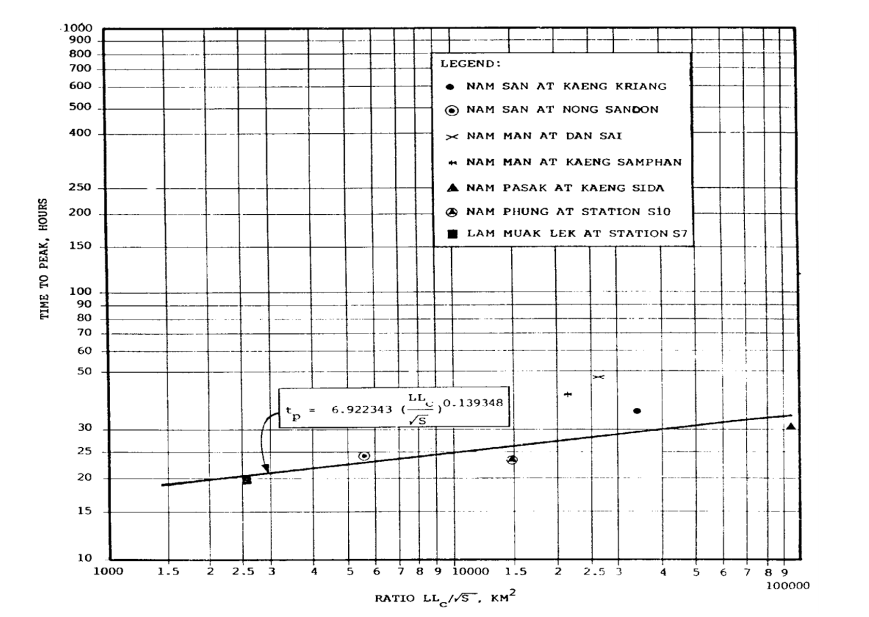 1000
900
800
700
600
500
400
250
200
150
100
90
80
70
60
50
30
25
20
15
10
TIME TO PEAK, HOURS
LEGEND:
NAM SAN AT KAENG KRIANG
NAM SAN AT NONG SANDON
NAM MAN AT DAN SAI
NAM MAN AT KAENG SAMPHAN
NAM PASAK AT KAENG SIDA
NAM PHUNG AT STATION S10
LAM MUAK LEK AT STATION S7
t_p = 6.922343 (LL_C/√S)^0.139348
1000 1.5 2 2.5 3 4 5 6 7 8 9 10000 1.5 2 2.5 3 4 5 6 7 8 9
100000
RATIO LL_C/√S, KM²